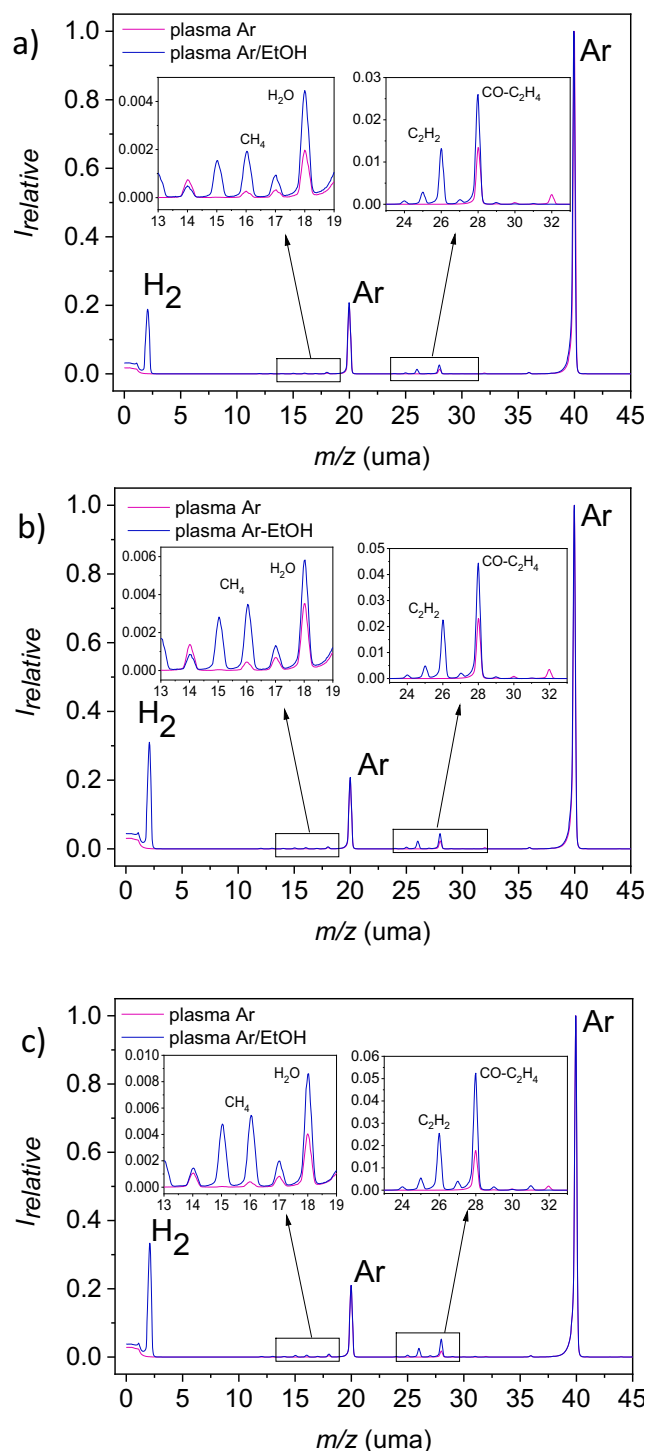 a)
plasma Ar
plasma Ar/EtOH
Ar
H2O
CH4
0.004
0.002
0.000
13 14 15 16 17 18 19
CO-C2H4
C2H2
0.03
0.02
0.01
0.00
24 26 28 30 32
H2
Ar
1.0
0.8
0.6
0.4
0.2
0.0
Irelative
0 5 10 15 20 25 30 35 40 45
m/z (uma)
b)
plasma Ar
plasma Ar-EtOH
Ar
H2O
CH4
0.006
0.004
0.002
0.000
13 14 15 16 17 18 19
CO-C2H4
C2H2
0.05
0.04
0.03
0.02
0.01
0.00
24 26 28 30 32
H2
Ar
1.0
0.8
0.6
0.4
0.2
0.0
Irelative
0 5 10 15 20 25 30 35 40 45
m/z (uma)
c)
plasma Ar
plasma Ar/EtOH
Ar
H2O
CH4
0.010
0.008
0.006
0.004
0.002
0.000
13 14 15 16 17 18 19
CO-C2H4
C2H2
0.06
0.05
0.04
0.03
0.02
0.01
0.00
24 26 28 30 32
H2
Ar
1.0
0.8
0.6
0.4
0.2
0.0
Irelative
0 5 10 15 20 25 30 35 40 45
m/z (uma)